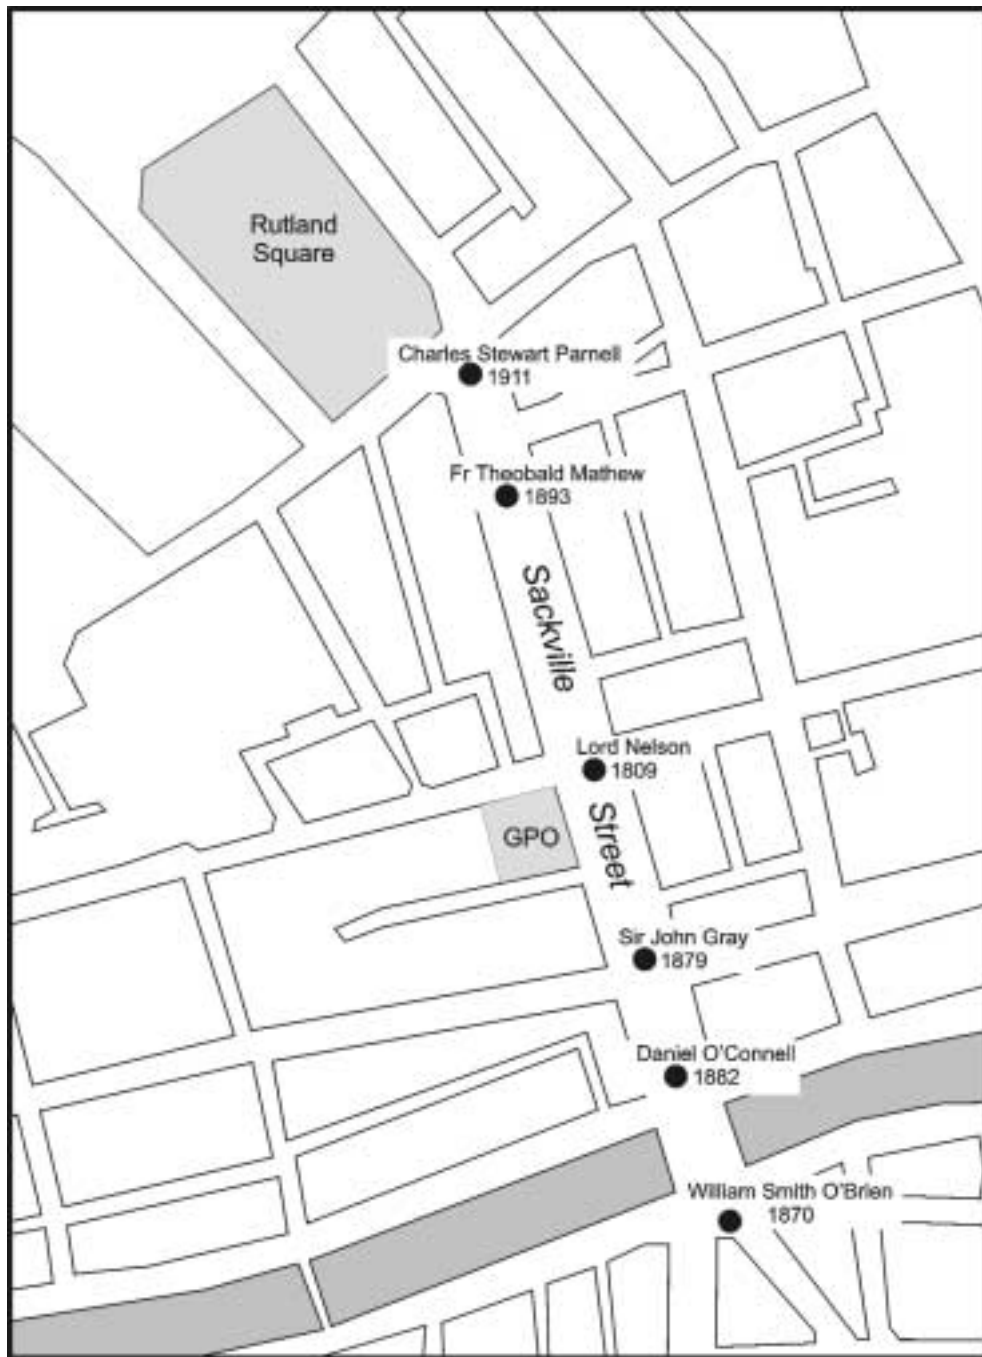 Rutland
Square
Charles Stewart Parnell
1911
Fr Theobald Mathew
1893
Sackville
Lord Nelson
1809
Street
GPO
Sir John Gray
1879
Daniel O'Connell
1882
William Smith O'Brien
1870